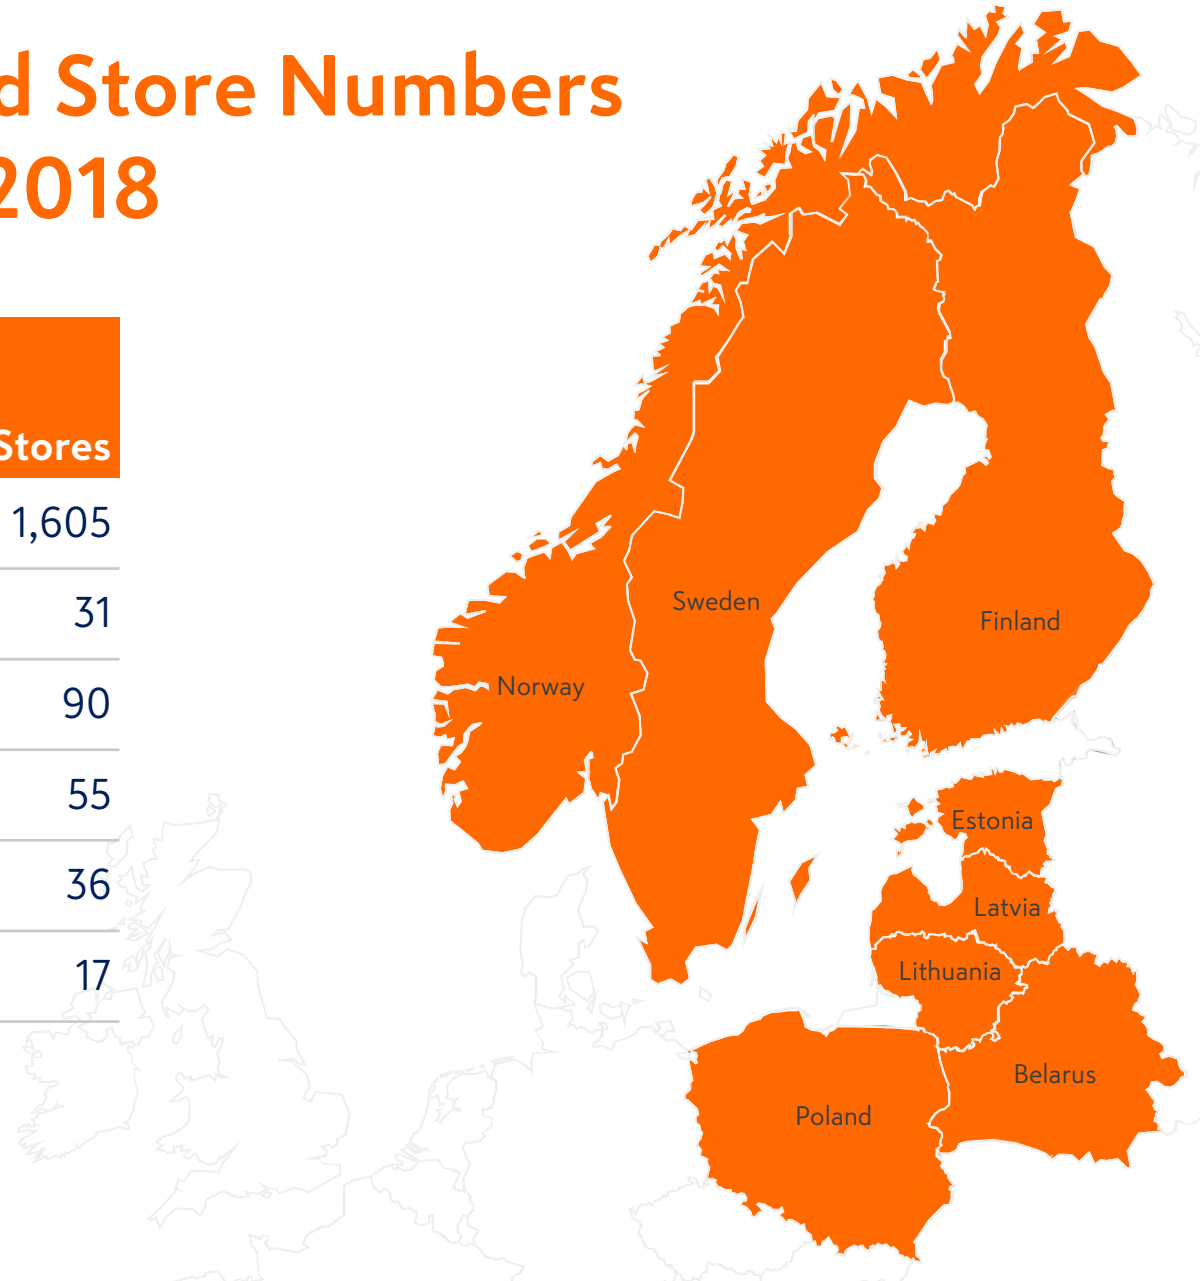 d Store Numbers
2018
Stores
1,605
31
90
55
36
17
Sweden
Finland
Norway
Estonia
Latvia
Lithuania
Belarus
Poland